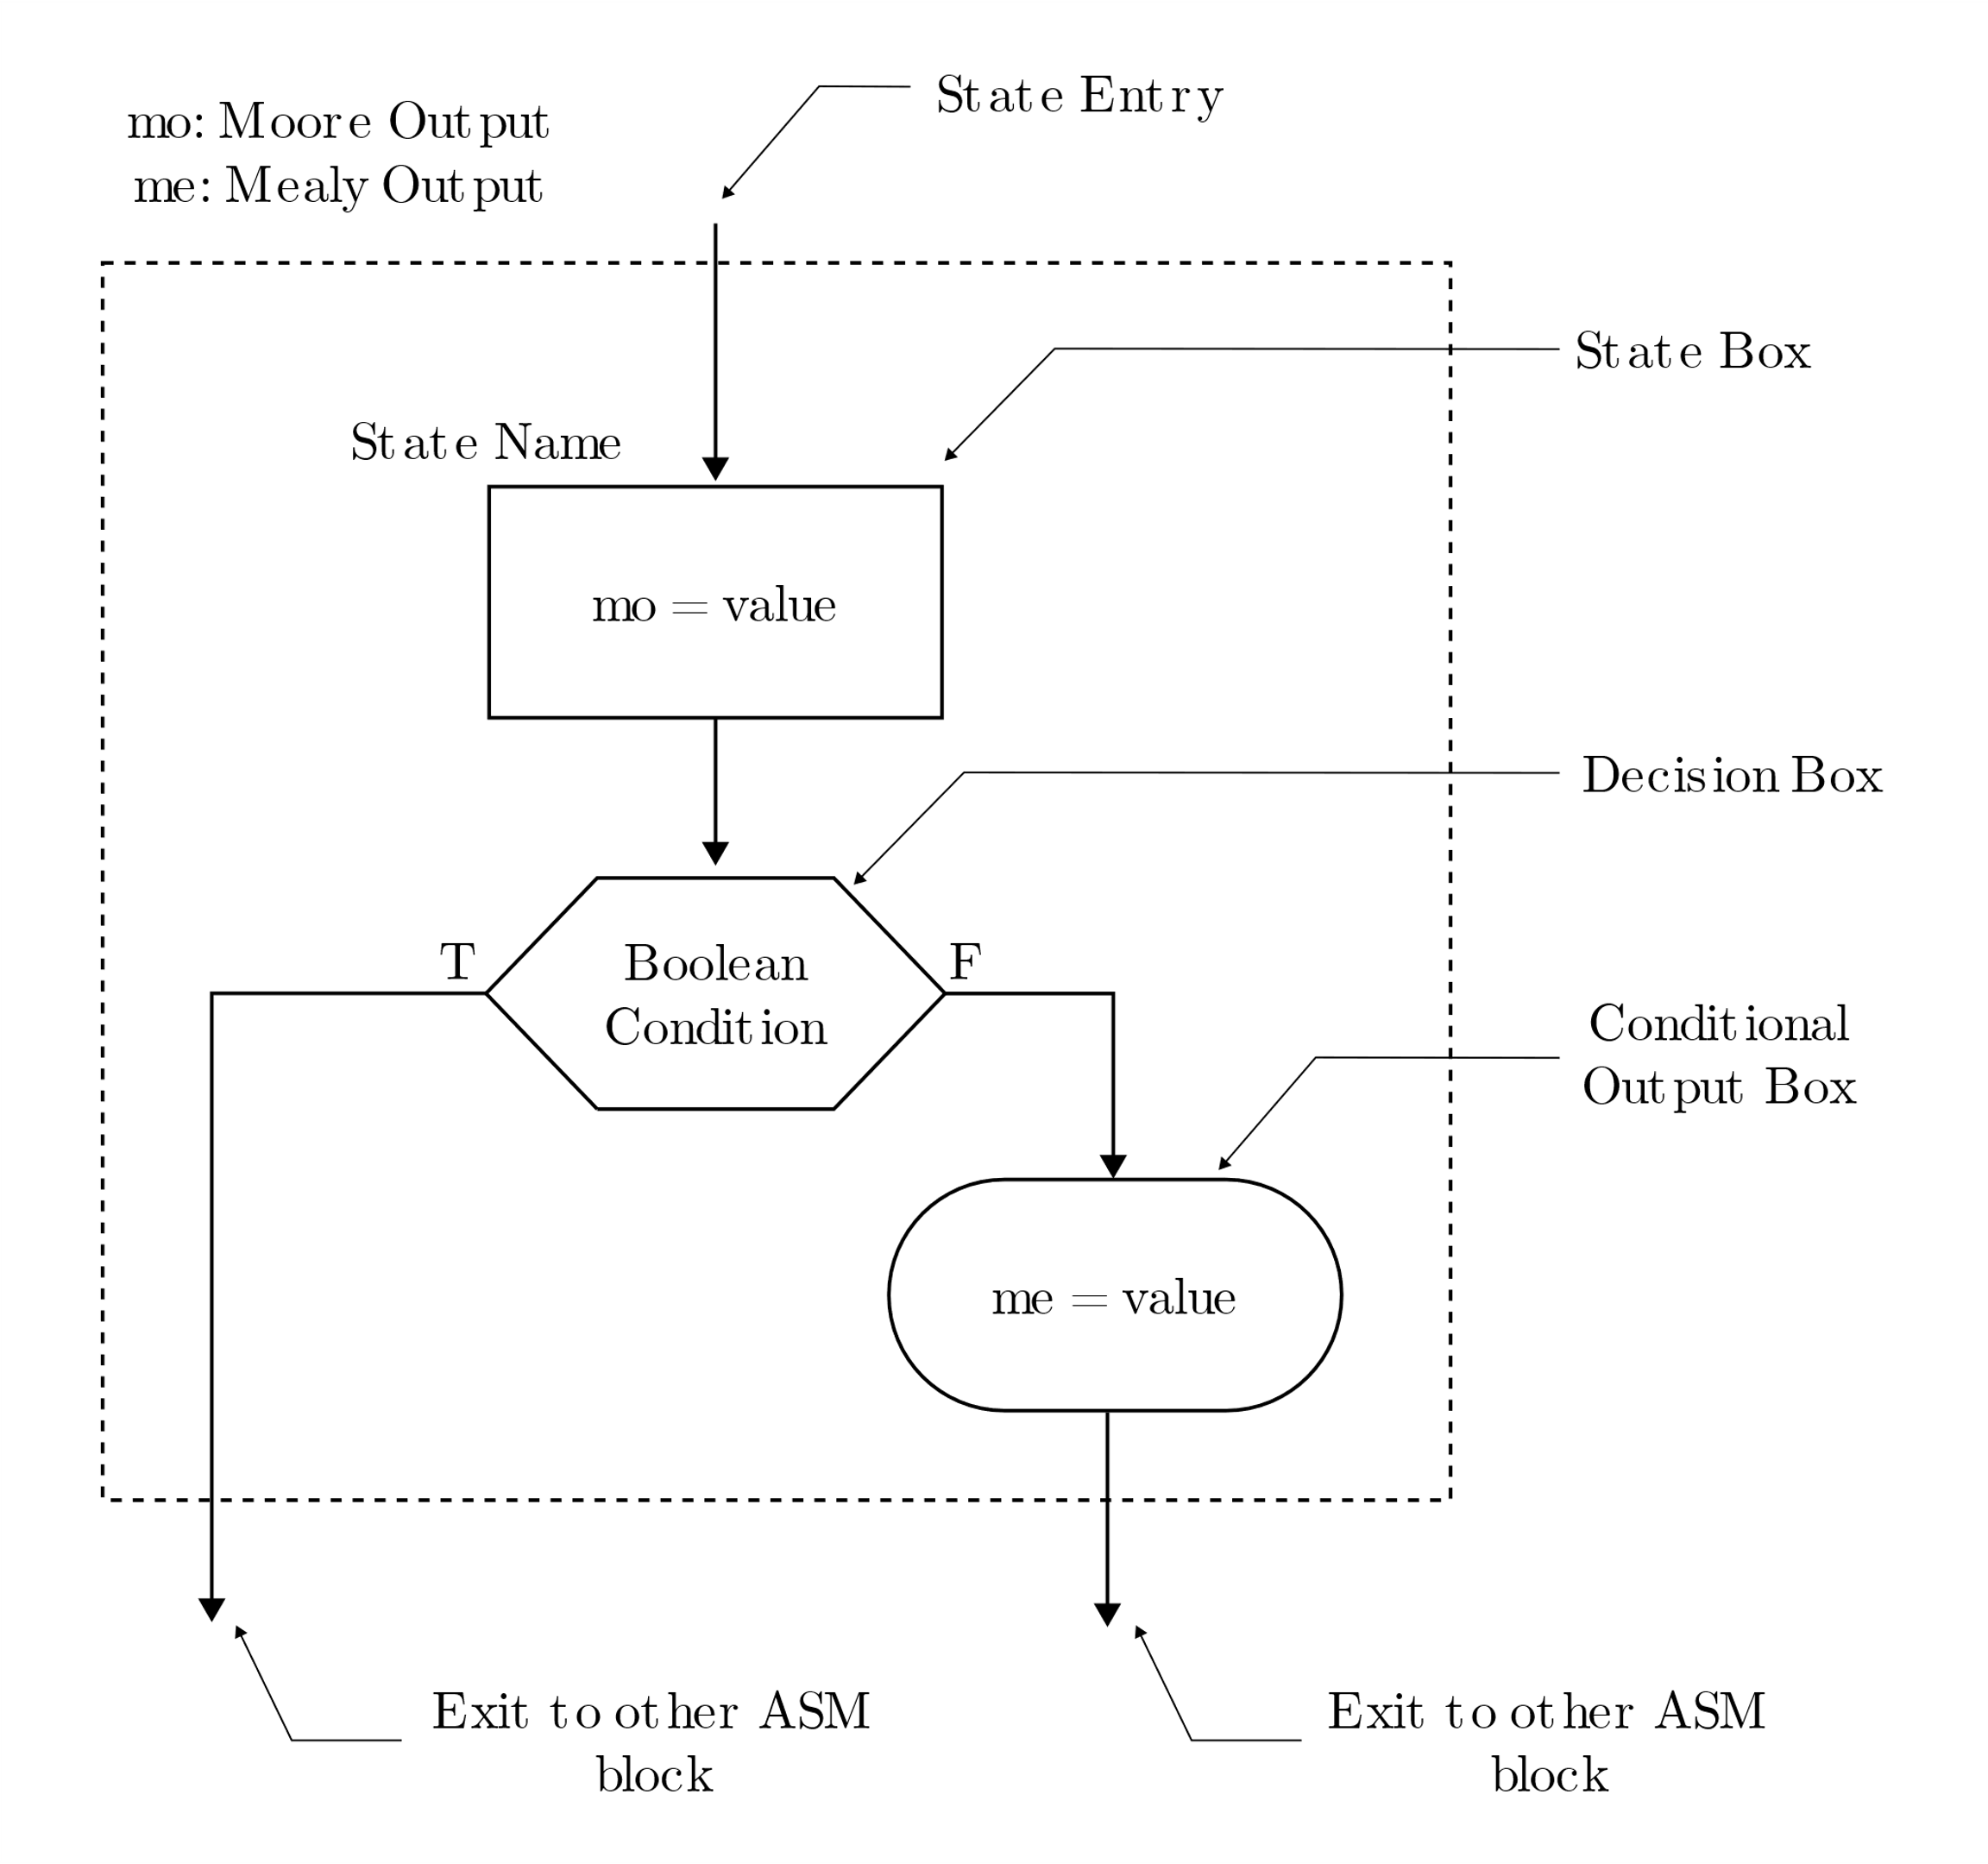 mo: Moore Output
me: Mealy Output
State Entry
State Box
State Name
mo = value
Decision Box
T
Boolean
Condition
F
Conditional
Output Box
me = value
Exit to other ASM
block
Exit to other ASM
block